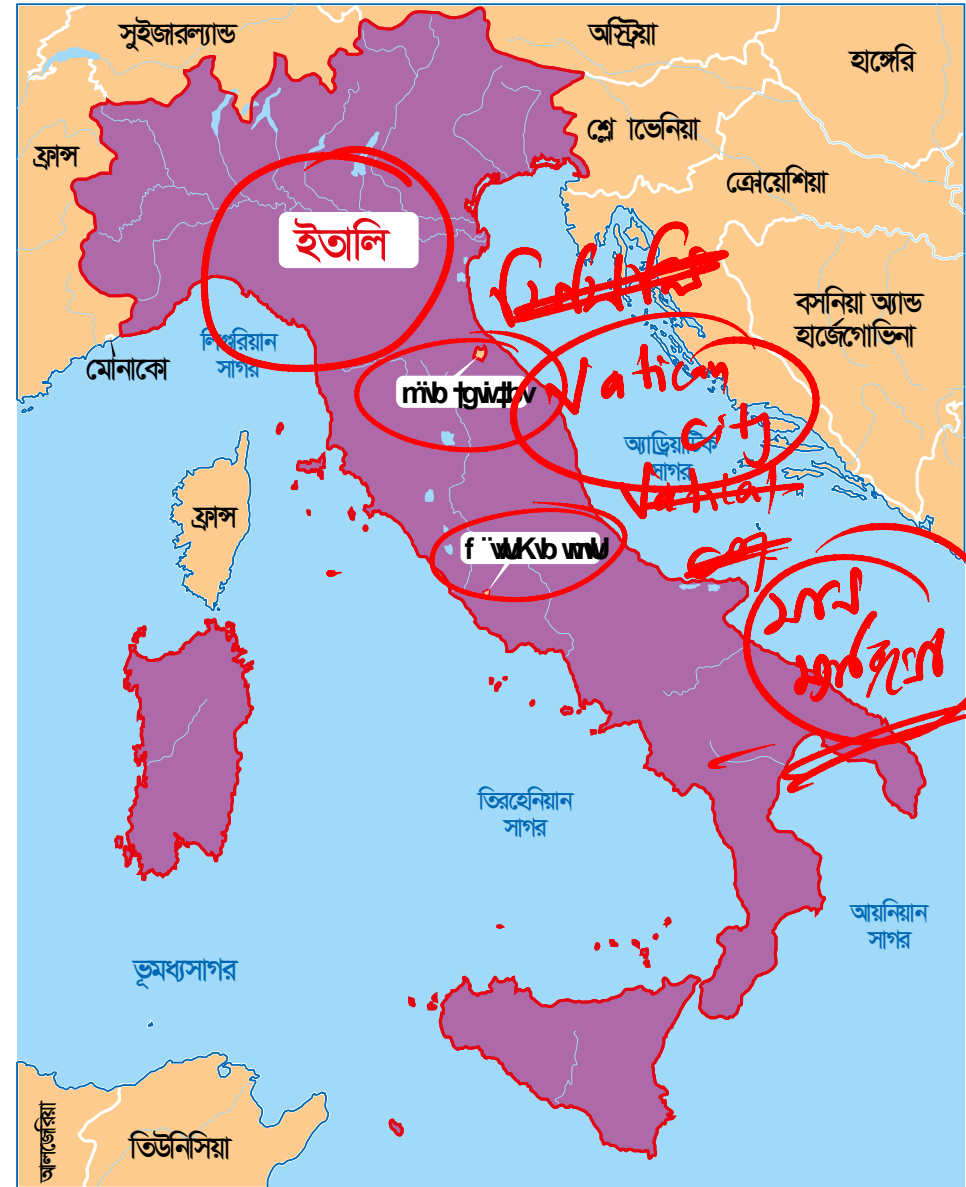 সুইজারল্যান্ড
অস্ট্রিয়া
হাঙ্গেরি
ফ্রান্স
শ্লোভেনিয়া
ক্রোয়েশিয়া
ইতালি
বসনিয়া অ্যান্ড
হার্জেগোভিনা
লিগুরিয়ান
সাগর
মোনাকো
Vatican
city
অ্যাড্রিয়াটিক
সাগর
ফ্রান্স
সান
তিরহেনিয়ান
সাগর
আয়নিয়ান
সাগর
ভূমধ্যসাগর
আলজেরিয়া
তিউনিসিয়া